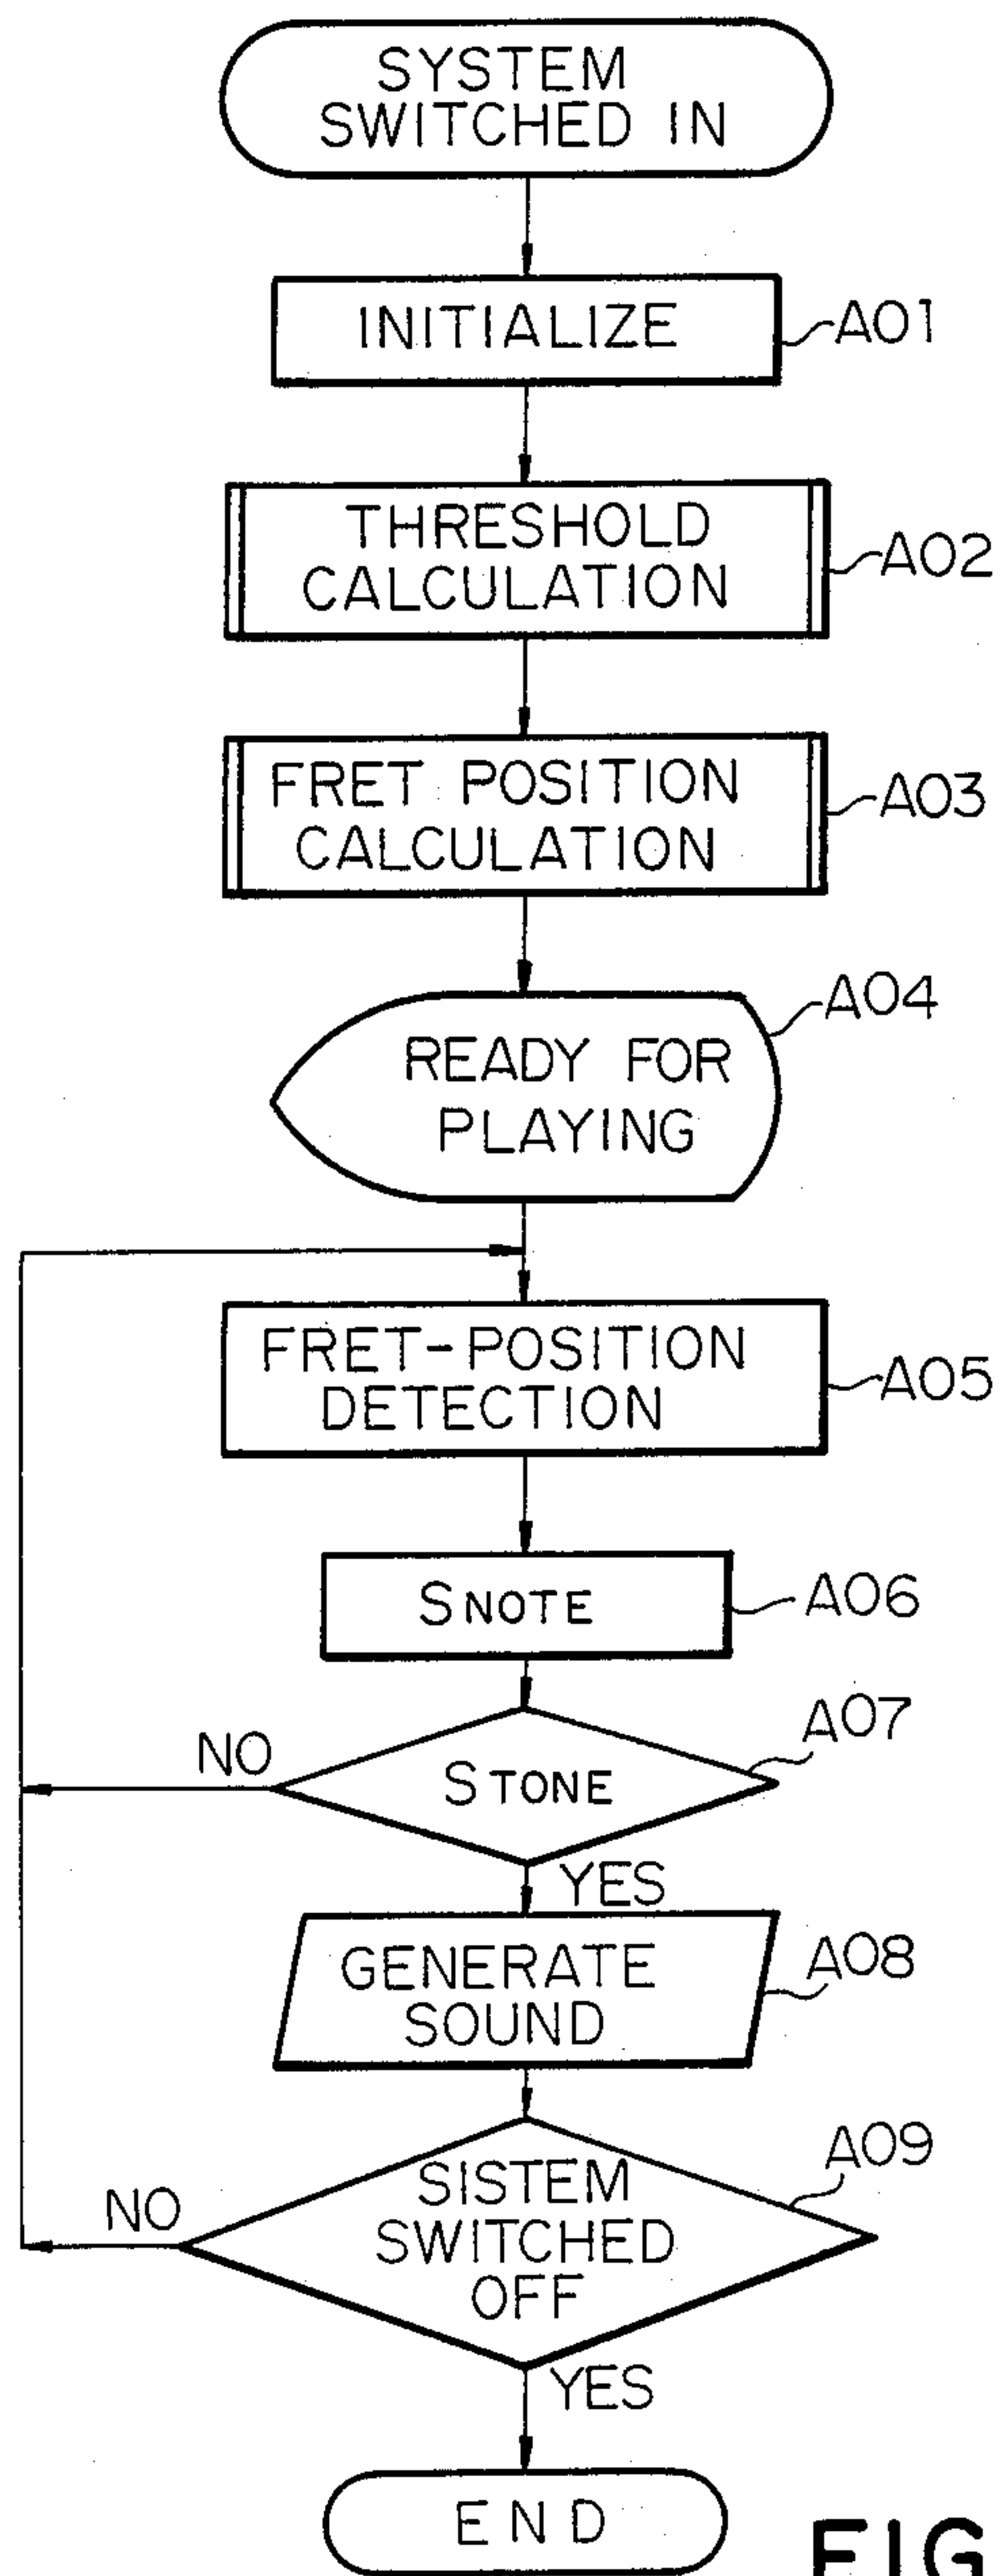 SYSTEM
SWITCHED IN
INITIALIZE
A01
THRESHOLD
CALCULATION
A02
FRET POSITION
CALCULATION
A03
A04
READY FOR
PLAYING
FRET-POSITION
DETECTION
A05
SNOTE
A06
A07
NO
STONE
YES
GENERATE
SOUND
A08
A09
NO
SISTEM
SWITCHED
OFF
YES
END
FIG